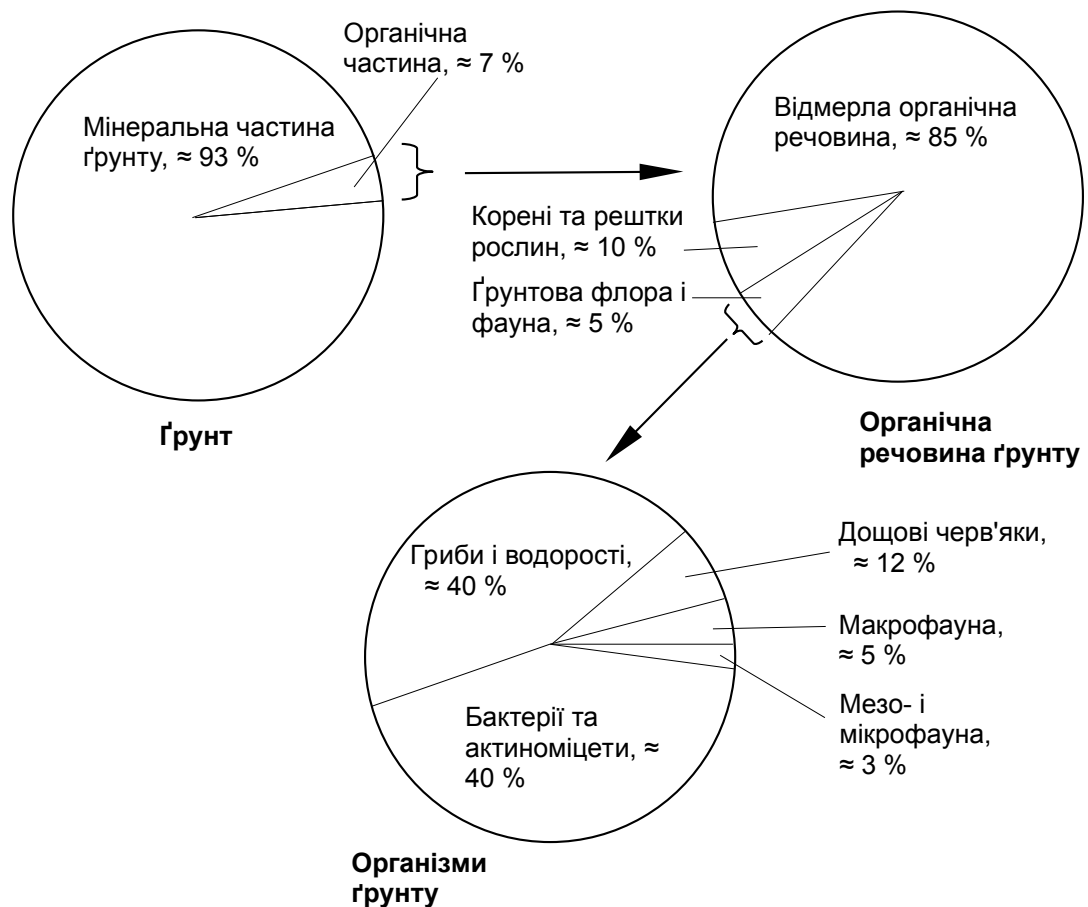 Органічна
частина, ≈ 7 %
Мінеральна частина
ґрунту, ≈ 93 %
Ґрунт
Відмерла органічна
речовина, ≈ 85 %
Корені та рештки
рослин, ≈ 10 %
Ґрунтова флора і
фауна, ≈ 5 %
Органічна
речовина ґрунту
Гриби і водорості,
≈ 40 %
Дощові черв'яки,
≈ 12 %
Макрофауна,
≈ 5 %
Мезо- і
мікрофауна,
≈ 3 %
Бактерії та
актиноміцети, ≈
40 %
Організми
ґрунту